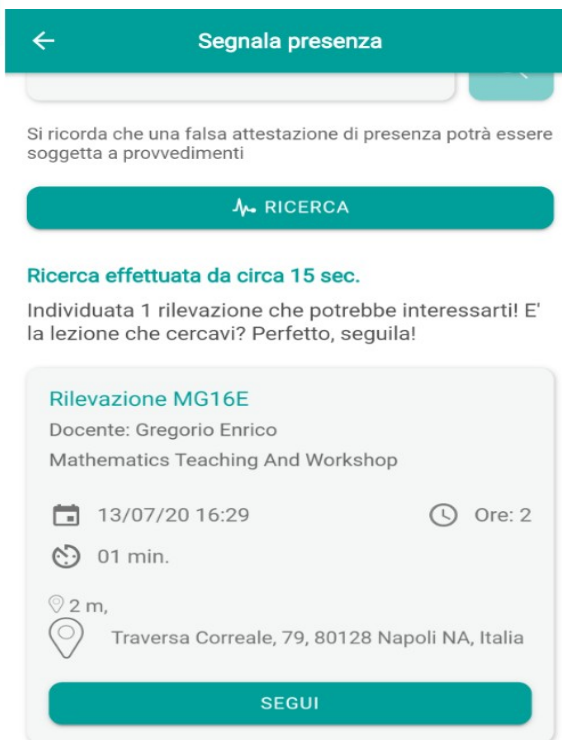 Segnala presenza
Si ricorda che una falsa attestazione di presenza potrà essere
soggetta a provvedimenti
RICERCA
Ricerca effettuata da circa 15 sec.
Individuata 1 rilevazione che potrebbe interessarti! E'
la lezione che cercavi? Perfetto, seguila!
Rilevazione MG16E
Docente: Gregorio Enrico
Mathematics Teaching And Workshop
13/07/20 16:29 Ore: 2
01 min.
2 m,
Traversa Correale, 79, 80128 Napoli NA, Italia
SEGUI